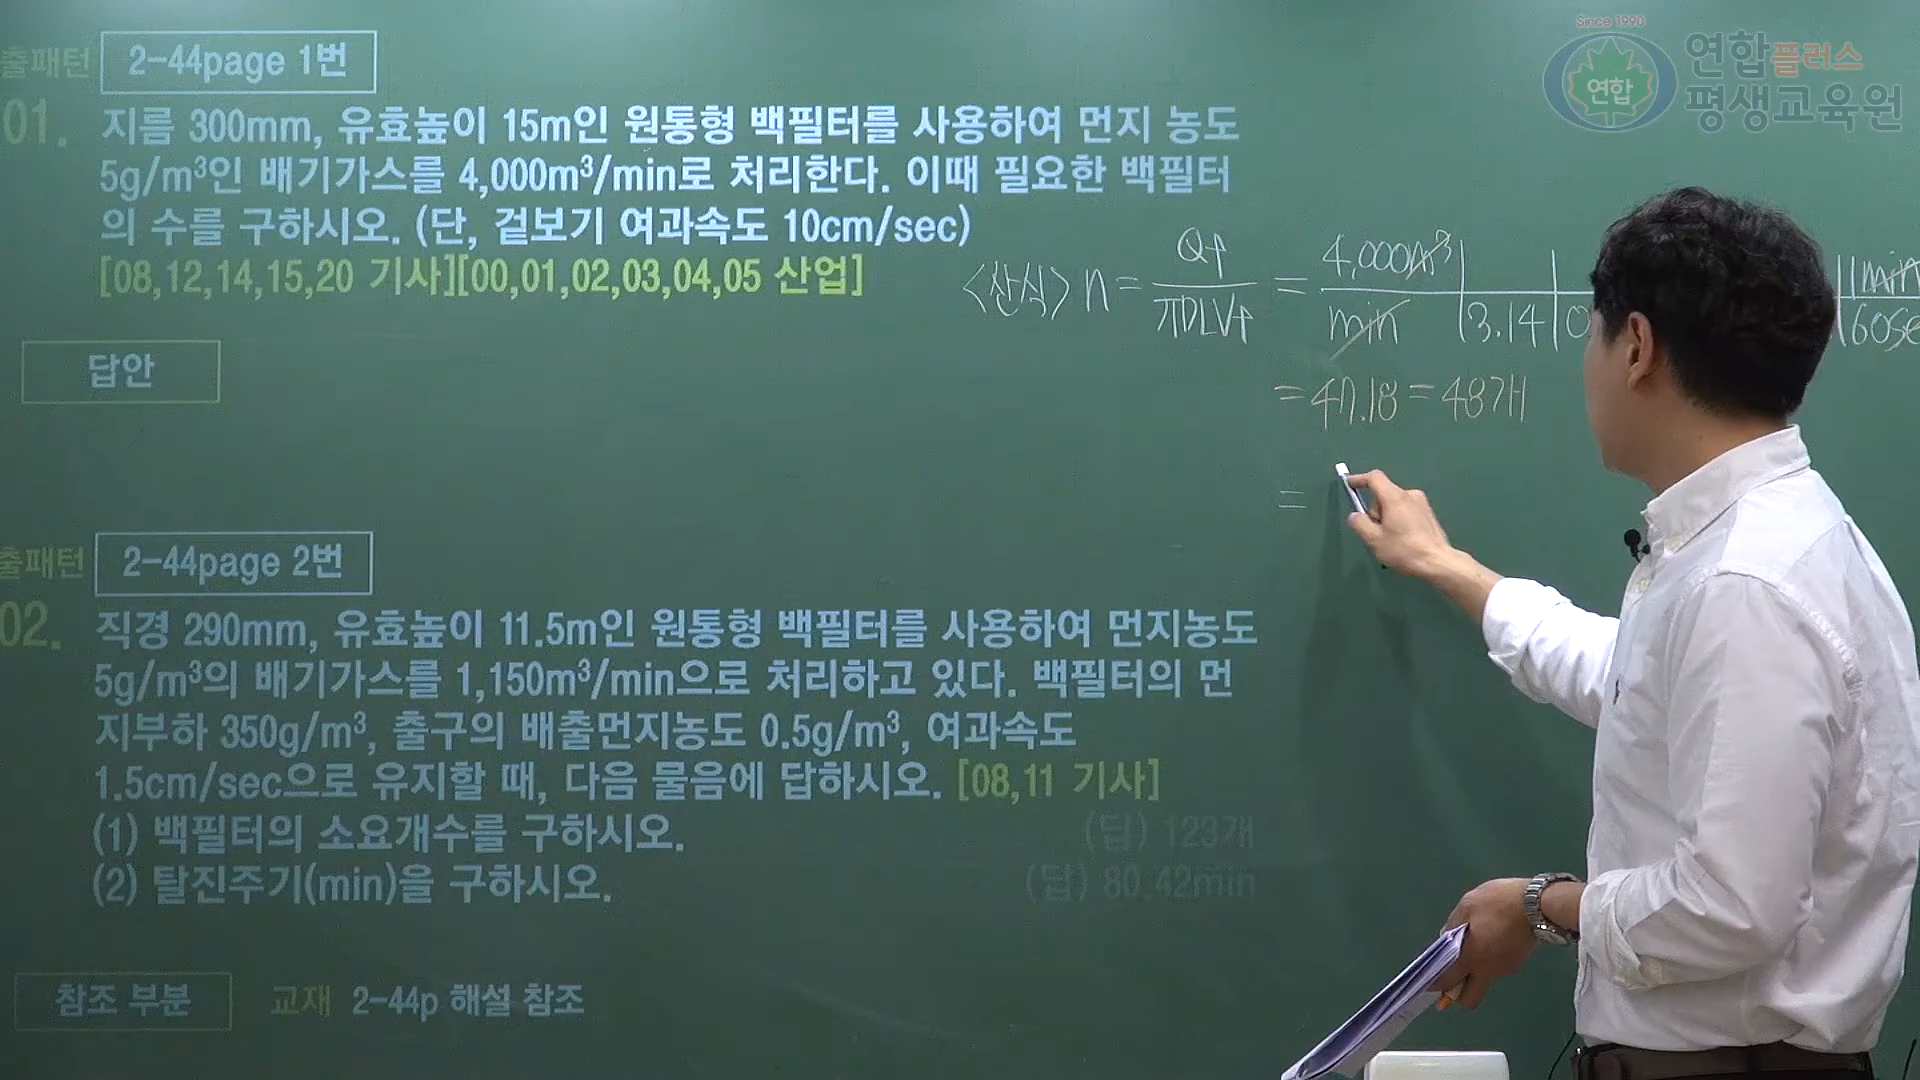 Since 1990
연합
연합플러스
평생교육원
출패턴 2-44page 1번
01. 지름 300mm, 유효높이 15m인 원통형 백필터를 사용하여 먼지 농도
5g/m³인 배기가스를 4,000m³/min로 처리한다. 이때 필요한 백필터
의 수를 구하시오. (단, 겉보기 여과속도 10cm/sec)
[08,12,14,15,20 기사][00,01,02,03,04,05 산업]
답안
<산식> n = Qf / πDLVf = 4,000m³ / min | 3.14 | 0 | 1min / 60se
= 47.18 = 48개
=
출패턴 2-44page 2번
02. 직경 290mm, 유효높이 11.5m인 원통형 백필터를 사용하여 먼지농도
5g/m³의 배기가스를 1,150m³/min으로 처리하고 있다. 백필터의 먼
지부하 350g/m³, 출구의 배출먼지농도 0.5g/m³, 여과속도
1.5cm/sec으로 유지할 때, 다음 물음에 답하시오. [08,11 기사]
(1) 백필터의 소요개수를 구하시오. (답) 123개
(2) 탈진주기(min)을 구하시오. (답) 80.42min
참조 부분 교재 2-44p 해설 참조